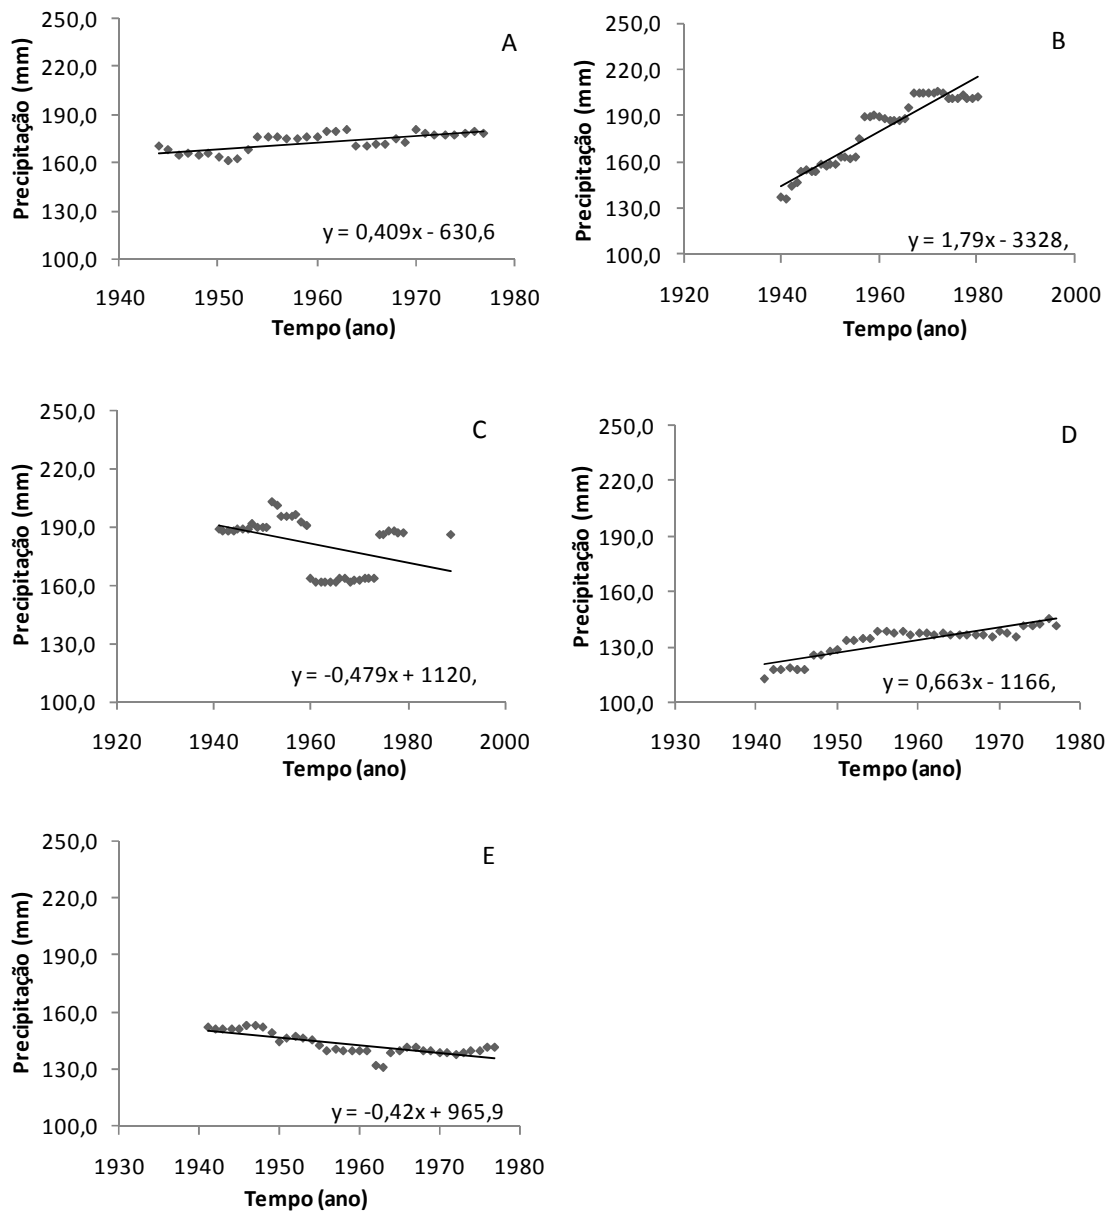 A
Precipitação (mm)
250,0
220,0
190,0
160,0
130,0
100,0
y = 0,409x - 630,6
1940 1950 1960 1970 1980
Tempo (ano)
B
Precipitação (mm)
250,0
220,0
190,0
160,0
130,0
100,0
y = 1,79x - 3328,
1920 1940 1960 1980 2000
Tempo (ano)
C
Precipitação (mm)
250,0
220,0
190,0
160,0
130,0
100,0
y = -0,479x + 1120,
1920 1940 1960 1980 2000
Tempo (ano)
D
Precipitação (mm)
250,0
220,0
190,0
160,0
130,0
100,0
y = 0,663x - 1166,
1930 1940 1950 1960 1970 1980
Tempo (ano)
E
Precipitação (mm)
250,0
220,0
190,0
160,0
130,0
100,0
y = -0,42x + 965,9
1930 1940 1950 1960 1970 1980
Tempo (ano)